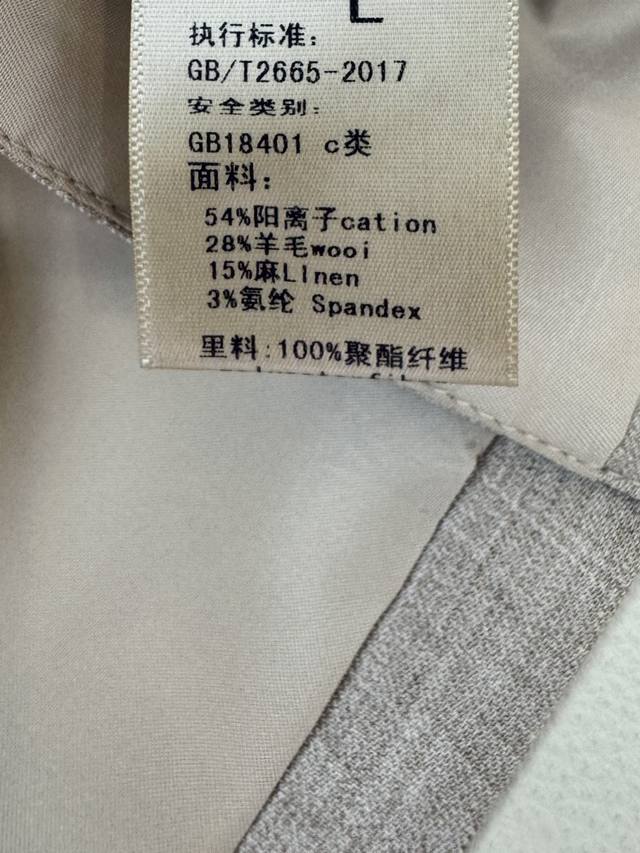 L
执行标准：
GB/T2665-2017
安全类别：
GB18401 c类
面料：
54%阳离子cation
28%羊毛wooi
15%麻LInen
3%氨纶 Spandex
里料:100%聚酯纤维